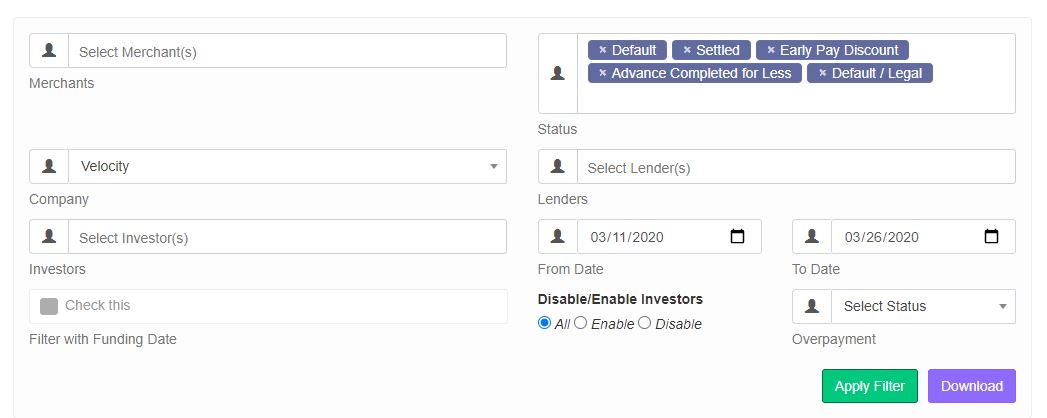 Select Merchant(s)
Merchants
× Default × Settled × Early Pay Discount
× Advance Completed for Less × Default / Legal
Status
Velocity
Company
Select Lender(s)
Lenders
Select Investor(s)
Investors
03/11/2020
From Date
03/26/2020
To Date
Check this
Filter with Funding Date
Disable/Enable Investors
All Enable Disable
Select Status
Overpayment
Apply Filter
Download